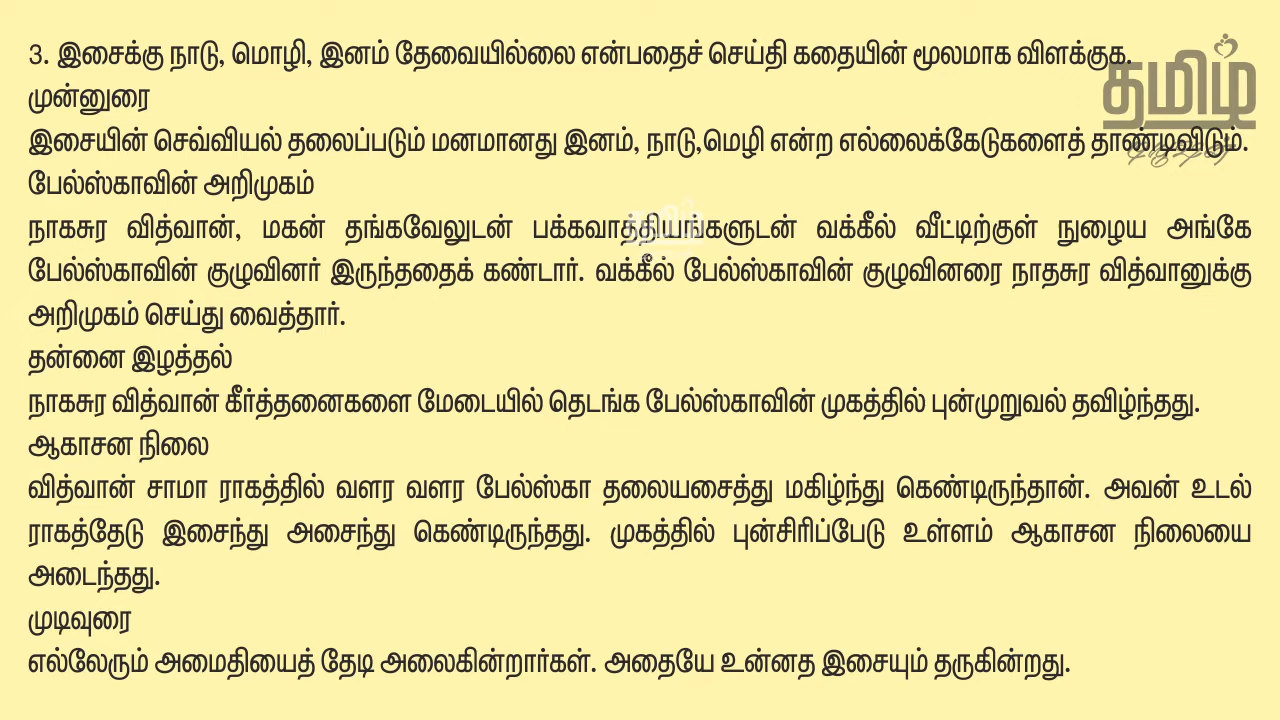 3. இசைக்கு நாடு, மொழி, இனம் தேவையில்லை என்பதைச் செய்தி கதையின் மூலமாக விளக்குக.
தமிழ்
முன்னுரை
இசையின் செவ்வியல் தலைப்படும் மனமானது இனம், நாடு,மெழி என்ற எல்லைக்கேடுகளைத் தாண்டிவிடும்.
பேல்ஸ்காவின் அறிமுகம்
நாகசுர வித்வான், மகன் தங்கவேலுடன் பக்கவாத்தியங்களுடன் வக்கீல் வீட்டிற்குள் நுழைய அங்கே
பேல்ஸ்காவின் குழுவினர் இருந்ததைக் கண்டார். வக்கீல் பேல்ஸ்காவின் குழுவினரை நாதசுர வித்வானுக்கு
அறிமுகம் செய்து வைத்தார்.
தன்னை இழத்தல்
நாகசுர வித்வான் கீர்த்தனைகளை மேடையில் தெடங்க பேல்ஸ்காவின் முகத்தில் புன்முறுவல் தவிழ்ந்தது.
ஆகாசன நிலை
வித்வான் சாமா ராகத்தில் வளர வளர பேல்ஸ்கா தலையசைத்து மகிழ்ந்து கெண்டிருந்தான். அவன் உடல்
ராகத்தேடு இசைந்து அசைந்து கெண்டிருந்தது. முகத்தில் புன்சிரிப்பேடு உள்ளம் ஆகாசன நிலையை
அடைந்தது.
முடிவுரை
எல்லேரும் அமைதியைத் தேடி அலைகின்றார்கள். அதையே உன்னத இசையும் தருகின்றது.